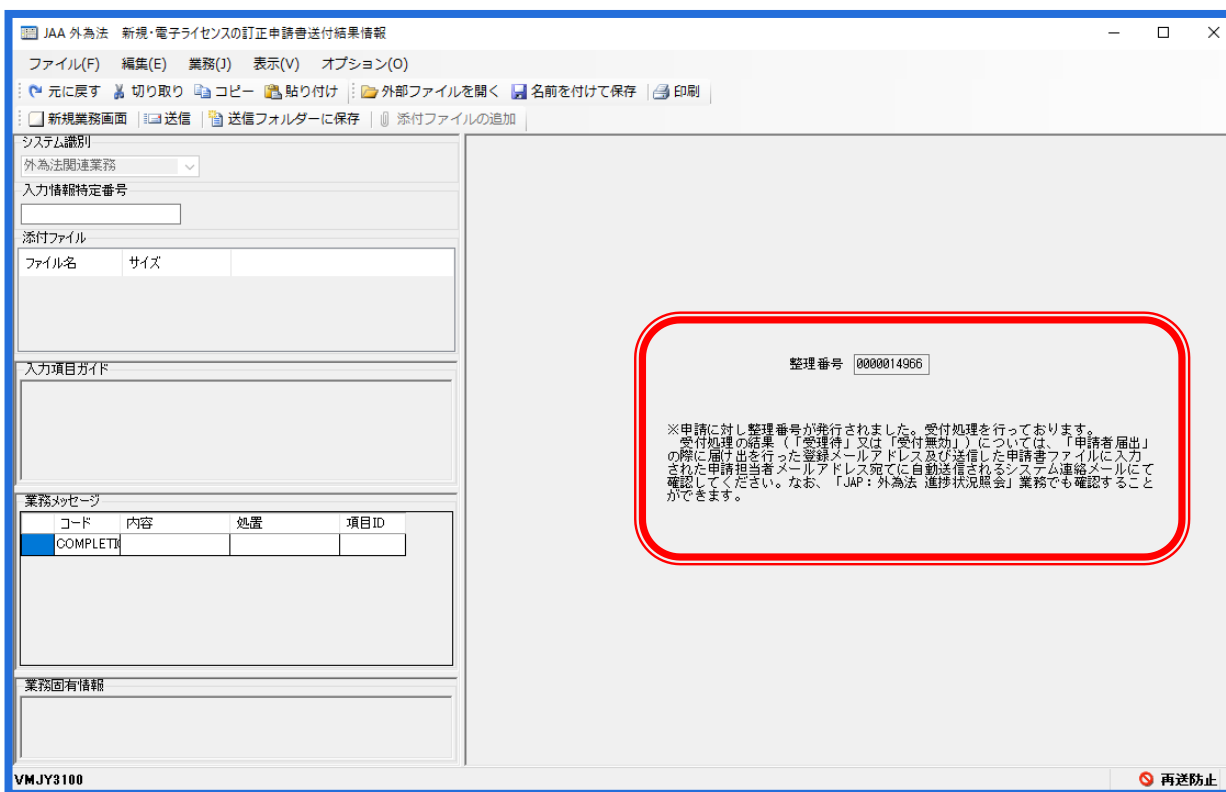 JAA 外為法　新規・電子ライセンスの訂正申請書送付結果情報
ファイル(F)　編集(E)　業務(J)　表示(V)　オプション(O)
元に戻す　切り取り　コピー　貼り付け　外部ファイルを開く　名前を付けて保存　印刷
新規業務画面　送信　送信フォルダーに保存　添付ファイルの追加
システム識別
外為法関連業務
入力情報特定番号
添付ファイル
ファイル名　サイズ
入力項目ガイド
業務メッセージ
コード　内容　処置　項目ID
COMPLETI
業務固有情報
整理番号　0000014966
※申請に対し整理番号が発行されました。受付処理を行っております。
受付処理の結果（「受理待」又は「受付無効」）については、「申請者届出」
の際に届け出を行った登録メールアドレス及び送信した申請書ファイルに入力
された申請担当者メールアドレス宛てに自動送信されるシステム連絡メールにて
確認してください。なお、「JAP：外為法 進捗状況照会」業務でも確認すること
ができます。
VMJY3100　再送防止